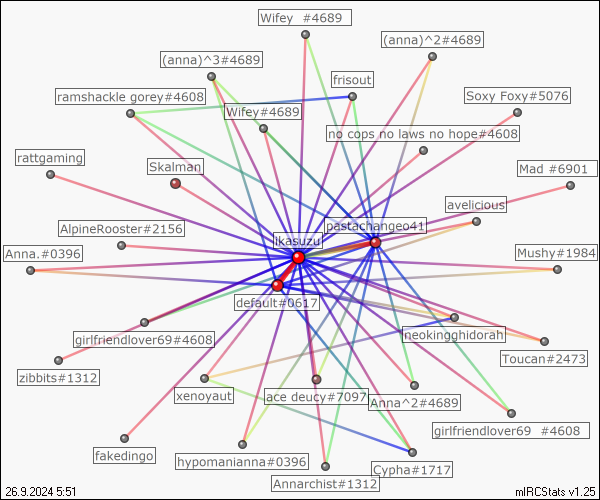 Wifey  #4689
(anna)^2#4689
(anna)^3#4689
frisout
ramshackle gorey#4608
Soxy Foxy#5076
Wifey#4689
no cops no laws no hope#4608
rattgaming
Skalman
Mad #6901
avelicious
AlpineRooster#2156
pastachangeo41
ikasuzu
Anna.#0396
Mushy#1984
default#0617
girlfriendlover69#4608
neokingghidorah
Toucan#2473
zibbits#1312
xenoyaut
ace deucy#7097
Anna^2#4689
girlfriendlover69  #4608
fakedingo
hypomanianna#0396
Cypha#1717
Annarchist#1312
26.9.2024 5:51
mIRCStats v1.25